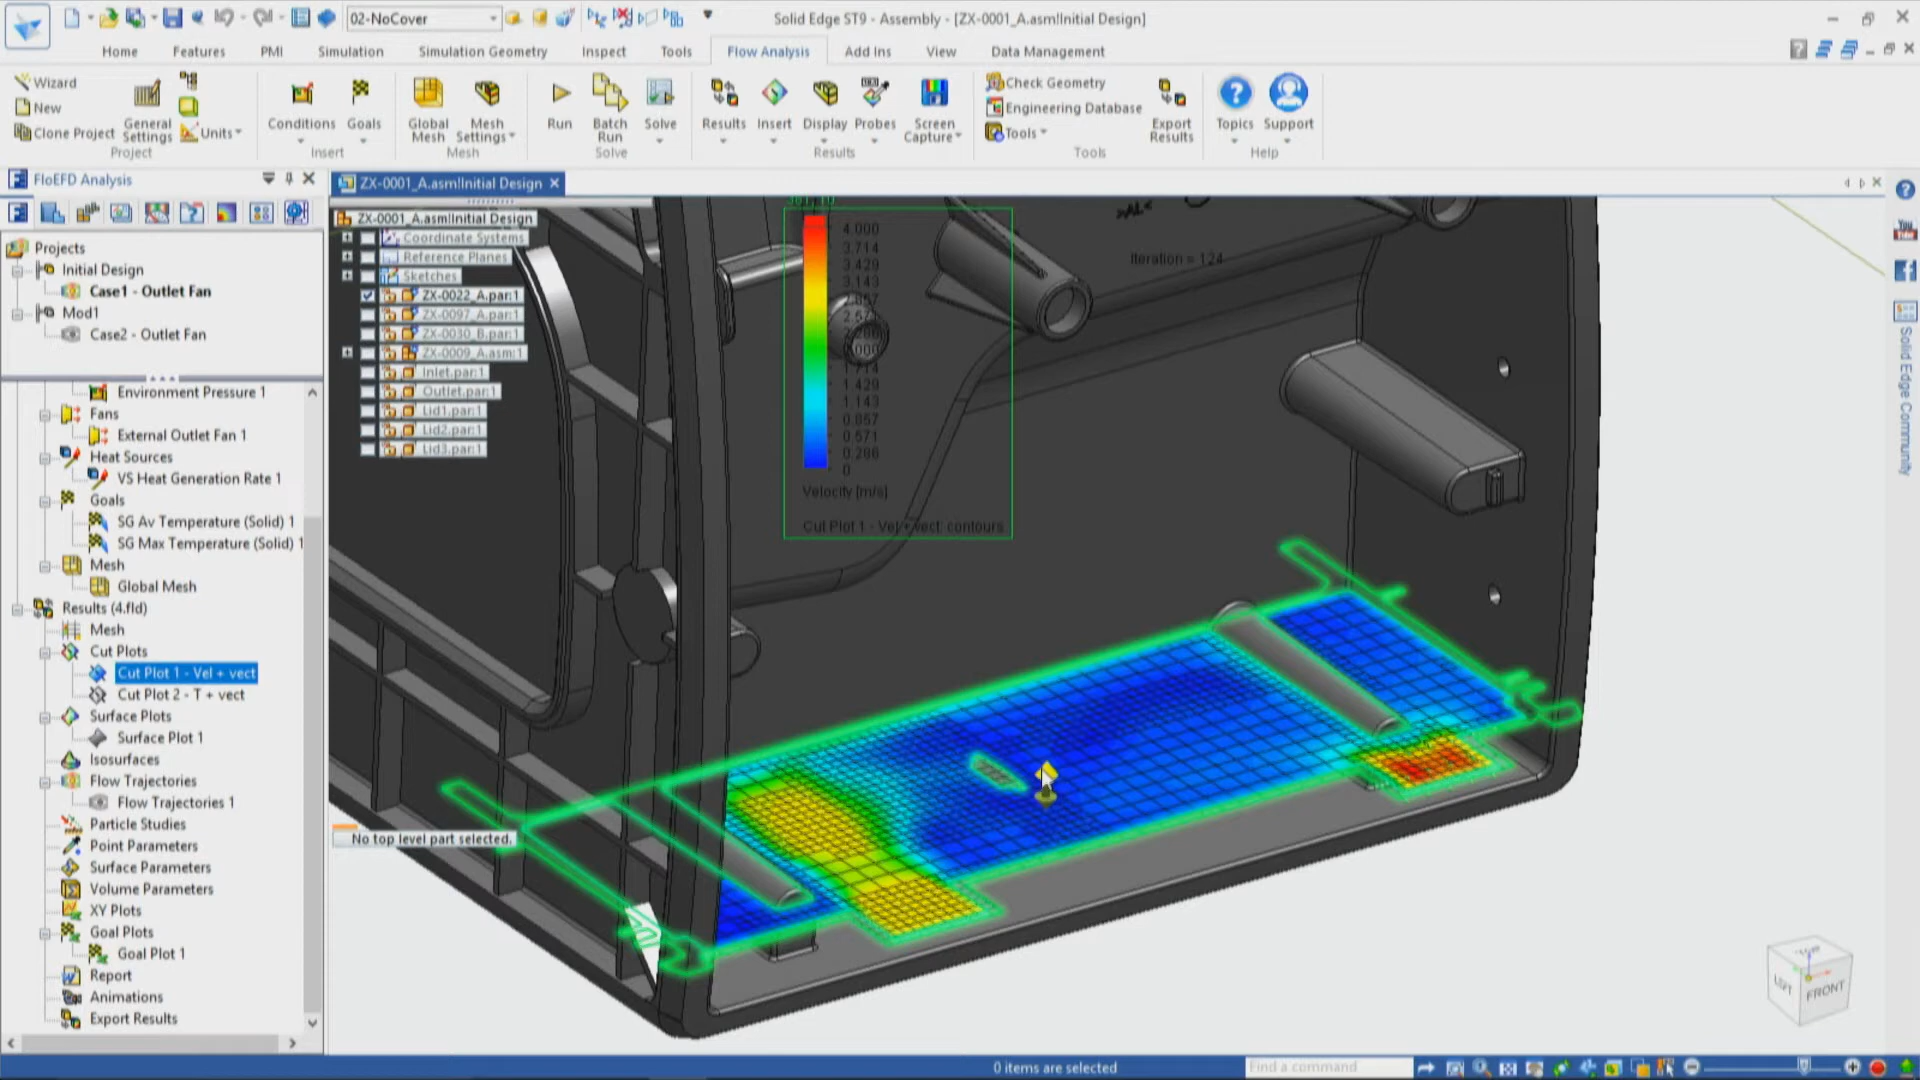 02-NoCover
Solid Edge ST9 - Assembly - [ZX-0001_A.asm!Initial Design]
Home
Features
PMI
Simulation
Simulation Geometry
Inspect
Tools
Flow Analysis
Add Ins
View
Data Management
Wizard
New
Clone Project
General Settings
Units
Project
Conditions
Goals
Insert
Global Mesh
Mesh Settings
Mesh
Run
Batch Run
Solve
Solve
Results
Insert
Display
Probes
Screen Capture
Results
Check Geometry
Engineering Database
Tools
Export Results
Tools
Topics
Support
Help
FloEFD Analysis
ZX-0001_A.asm!Initial Design
Projects
Initial Design
Case1 - Outlet Fan
Mod1
Case2 - Outlet Fan
Environment Pressure 1
Fans
External Outlet Fan 1
Heat Sources
VS Heat Generation Rate 1
Goals
SG Av Temperature (Solid) 1
SG Max Temperature (Solid) 1
Mesh
Global Mesh
Results (4.fld)
Mesh
Cut Plots
Cut Plot 1 - Vel + vect
Cut Plot 2 - T + vect
Surface Plots
Surface Plot 1
Isosurfaces
Flow Trajectories
Flow Trajectories 1
Particle Studies
Point Parameters
Surface Parameters
Volume Parameters
XY Plots
Goal Plots
Goal Plot 1
Report
Animations
Export Results
ZX-0001_A.asm!Initial Design
Coordinate Systems
Reference Planes
Sketches
ZX-0022_A.par:1
ZX-0097_A.par:1
ZX-0030_B.par:1
ZX-0009_A.asm:1
Inlet.par:1
Outlet.par:1
Lid1.par:1
Lid2.par:1
Lid3.par:1
4.000
3.714
3.429
3.143
1.429
1.143
0.857
0.571
0.286
0
Velocity [m/s]
Cut Plot 1 - Vel + vect: contours
>AL<
Iteration = 124
No top level part selected.
TOP
LEFT
FRONT
You Tube
Solid Edge Community
0 items are selected
Find a command